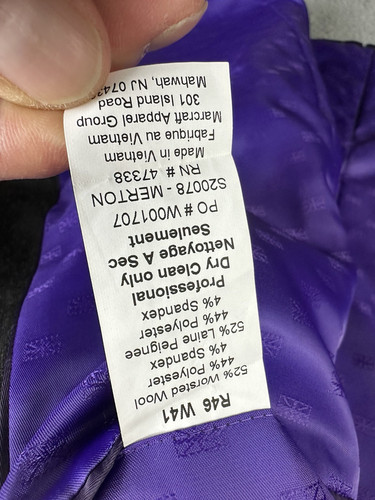 R46 W41
52% Worsted Wool
44% Polyester
4% Spandex
52% Laine Peignee
44% Polyester
4% Spandex
Professional
Dry Clean only
Nettoyage A Sec
Seulement
PO # W001707
S20078 - MERTON
RN # 47338
Made in Vietnam
Fabrique au Vietnam
Marcraft Apparel Group
301 Island Road
Mahwah, NJ